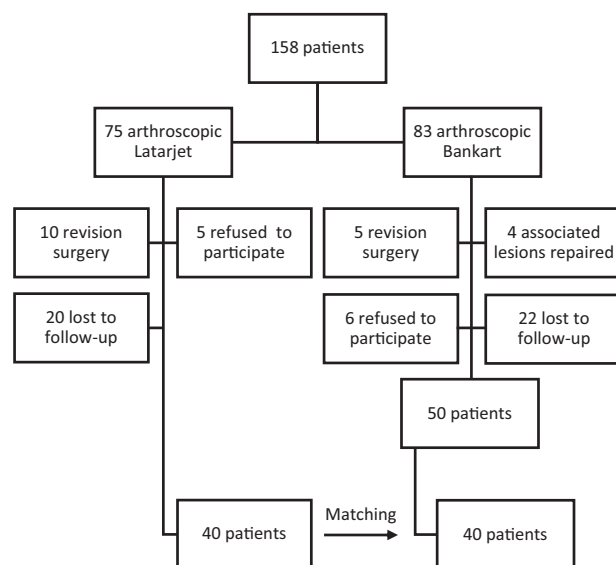 158 patients
75 arthroscopic
Latarjet
83 arthroscopic
Bankart
10 revision
surgery
5 refused to
participate
5 revision
surgery
4 associated
lesions repaired
20 lost to
follow-up
6 refused to
participate
22 lost to
follow-up
50 patients
40 patients
Matching
40 patients